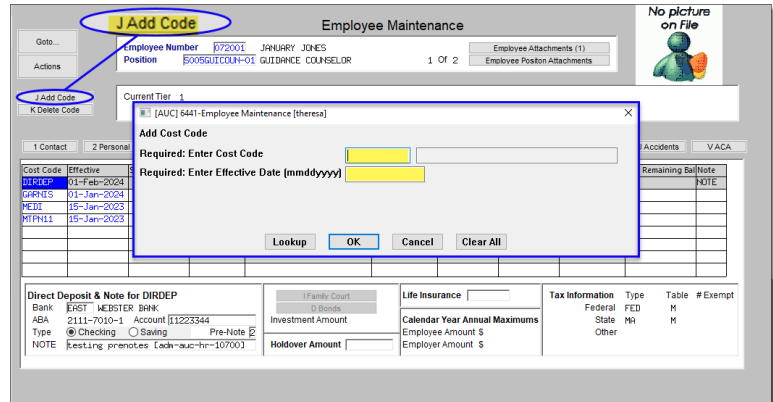 J Add Code
Employee Maintenance
No picture
on File
Goto...
Actions
Employee Number 072001 JANUARY JONES
Employee Attachments (1)
Position S005GUICOUN-01 GUIDANCE COUNSELOR 1 Of 2
Employee Positon Attachments
J Add Code
K Delete Code
Current Tier 1
[AUC] 6441-Employee Maintenance [theresa]
Add Cost Code
Required: Enter Cost Code
Required: Enter Effective Date (mmddyyyy)
Lookup OK Cancel Clear All
1 Contact 2 Personal Accidents V ACA
Cost Code Effective Remaining Bal Note
DIRDEP 01-Feb-2024 NOTE
GARNIS 01-Jan-2024
MEDI 15-Jan-2023
MTPN11 15-Jan-2023
Direct Deposit & Note for DIRDEP
Bank EAST WEBSTER BANK
ABA 2111-7010-1 Account 11223344
Type Checking Saving Pre-Note 2
NOTE testing prenotes [adm-auc-hr-10700]
I Family Court
D Bonds
Investment Amount
Holdover Amount
Life Insurance
Calendar Year Annual Maximums
Employee Amount $
Employer Amount $
Tax Information Type Table # Exempt
Federal FED M
State MA M
Other